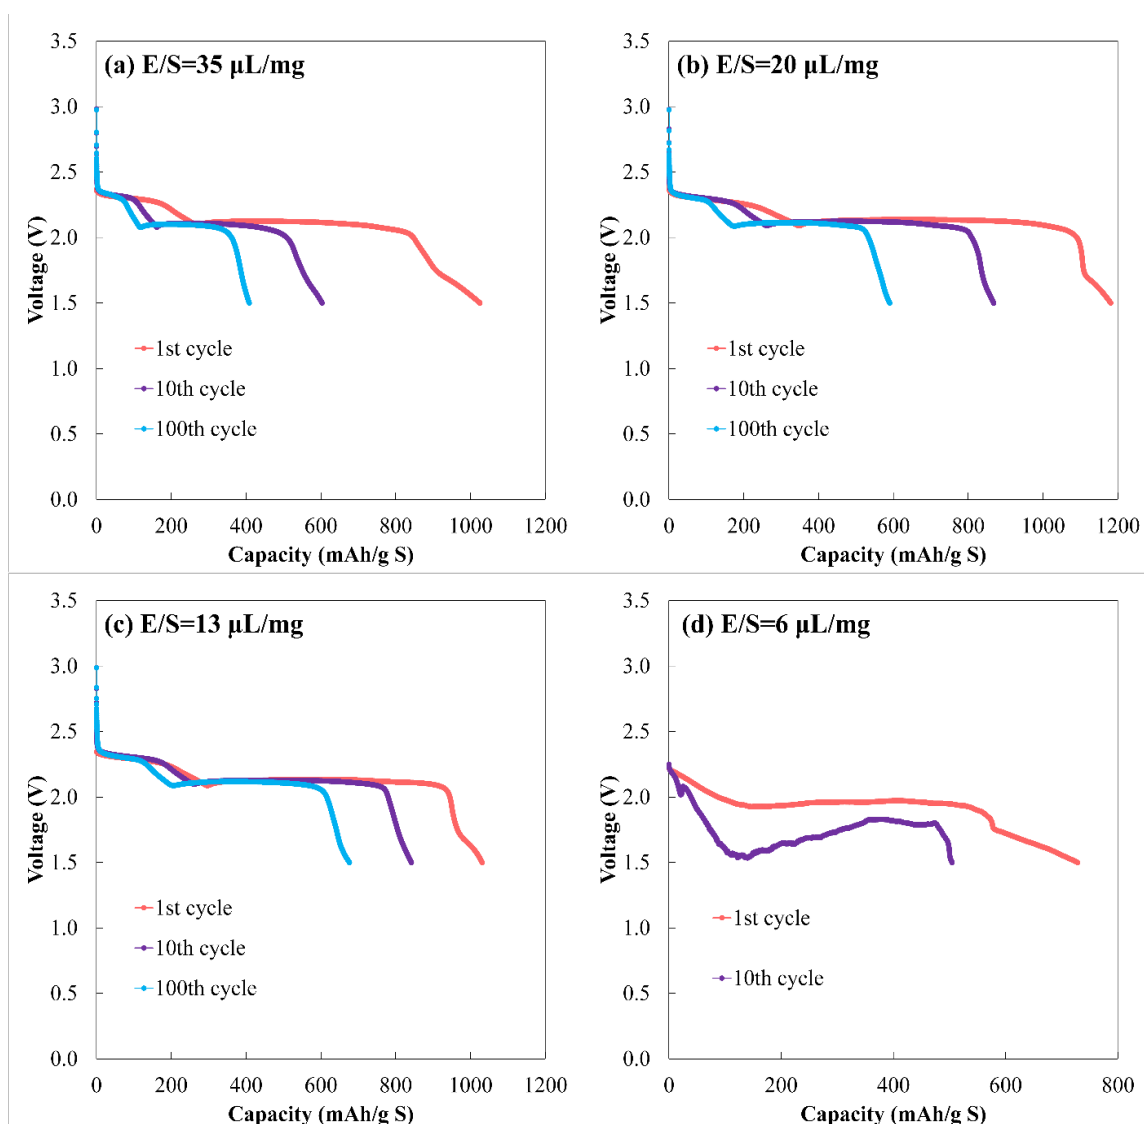 (a) E/S=35 μL/mg
3.5
3.0
2.5
2.0
1.5
1.0
0.5
0.0
Voltage (V)
1st cycle
10th cycle
100th cycle
0 200 400 600 800 1000 1200
Capacity (mAh/g S)
(b) E/S=20 μL/mg
3.5
3.0
2.5
2.0
1.5
1.0
0.5
0.0
Voltage (V)
1st cycle
10th cycle
100th cycle
0 200 400 600 800 1000 1200
Capacity (mAh/g S)
(c) E/S=13 μL/mg
3.5
3.0
2.5
2.0
1.5
1.0
0.5
0.0
Voltage (V)
1st cycle
10th cycle
100th cycle
0 200 400 600 800 1000 1200
Capacity (mAh/g S)
(d) E/S=6 μL/mg
3.5
3.0
2.5
2.0
1.5
1.0
0.5
0.0
Voltage (V)
1st cycle
10th cycle
0 200 400 600 800
Capacity (mAh/g S)